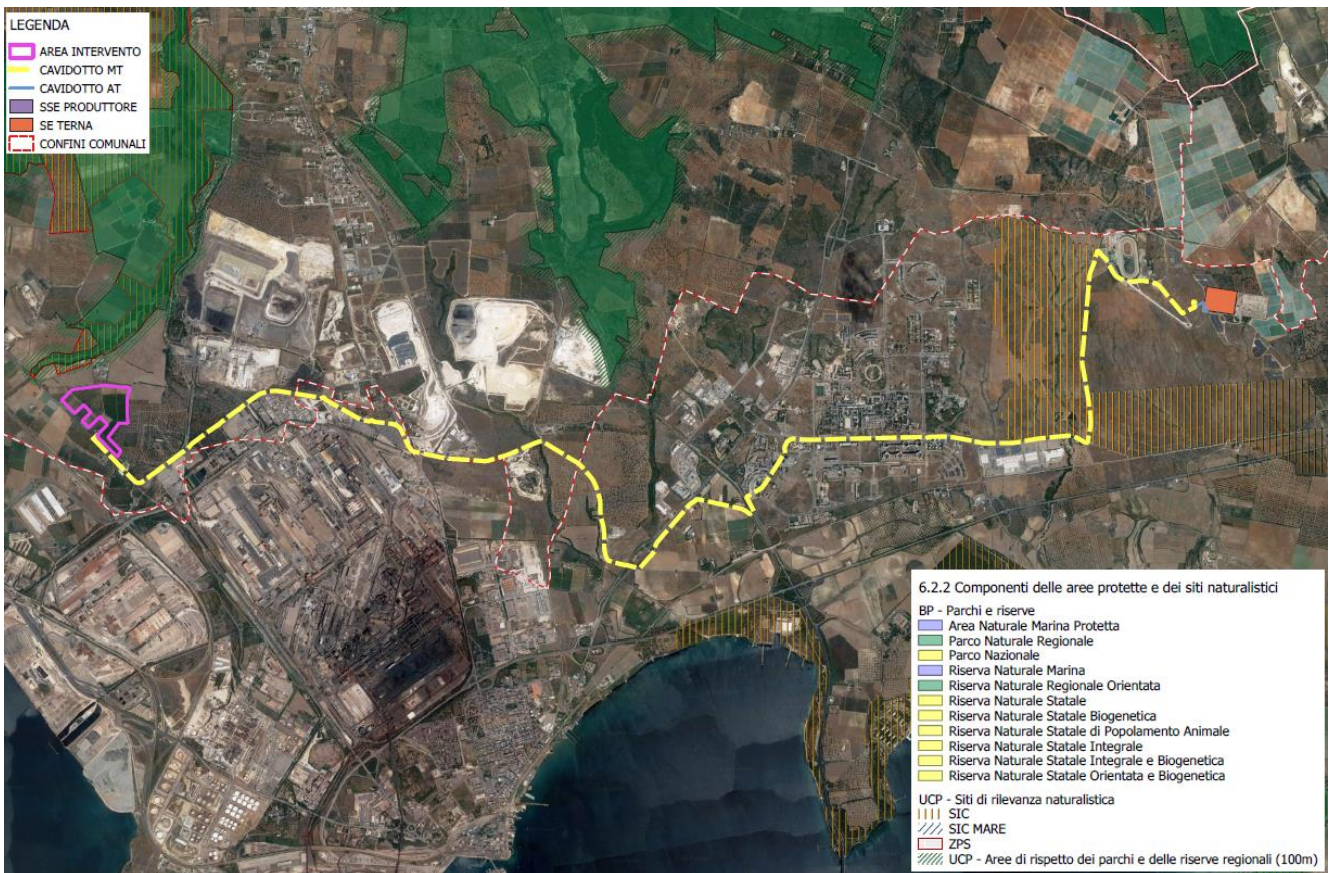 LEGENDA
AREA INTERVENTO
CAVIDOTTO MT
CAVIDOTTO AT
SSE PRODUTTORE
SE TERNA
CONFINI COMUNALI
6.2.2 Componenti delle aree protette e dei siti naturalistici
BP - Parchi e riserve
Area Naturale Marina Protetta
Parco Naturale Regionale
Parco Nazionale
Riserva Naturale Marina
Riserva Naturale Regionale Orientata
Riserva Naturale Statale
Riserva Naturale Statale Biogenetica
Riserva Naturale Statale di Popolamento Animale
Riserva Naturale Statale Integrale
Riserva Naturale Statale Integrale e Biogenetica
Riserva Naturale Statale Orientata e Biogenetica
UCP - Siti di rilevanza naturalistica
SIC
SIC MARE
ZPS
UCP - Aree di rispetto dei parchi e delle riserve regionali (100m)